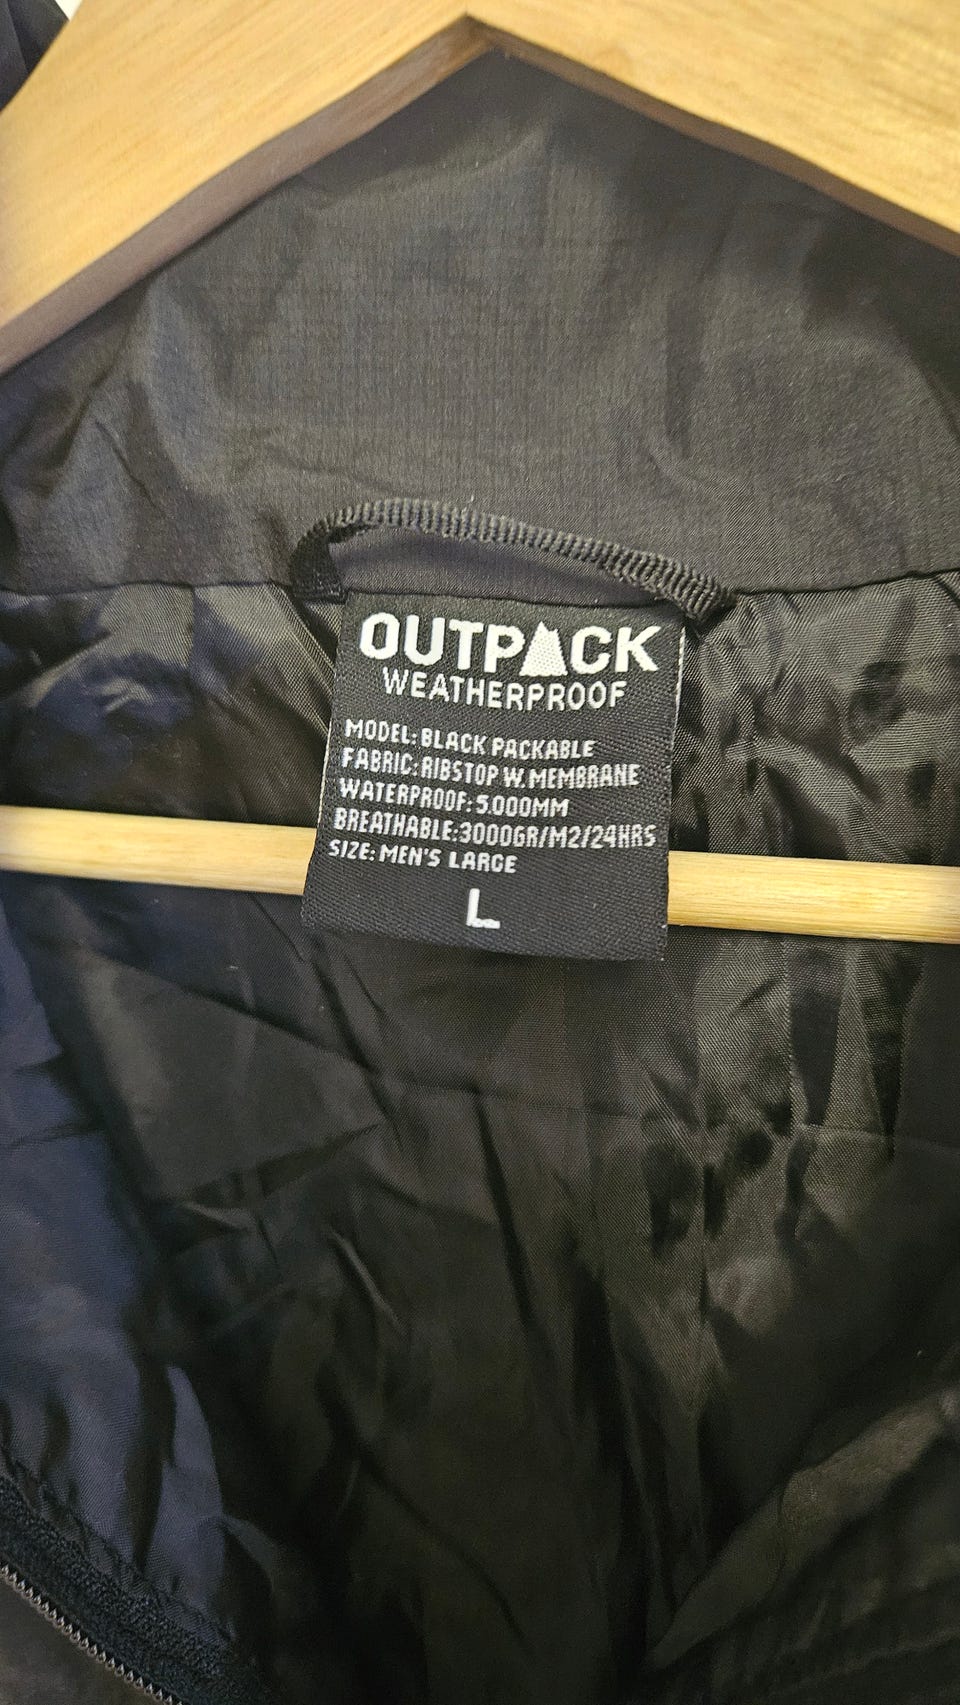 OUTPACK
WEATHERPROOF
MODEL: BLACK PACKABLE
FABRIC: RIBSTOP W. MEMBRANE
WATERPROOF: 5.000MM
BREATHABLE:3000GR/M2/24HRS
SIZE: MEN'S LARGE
L